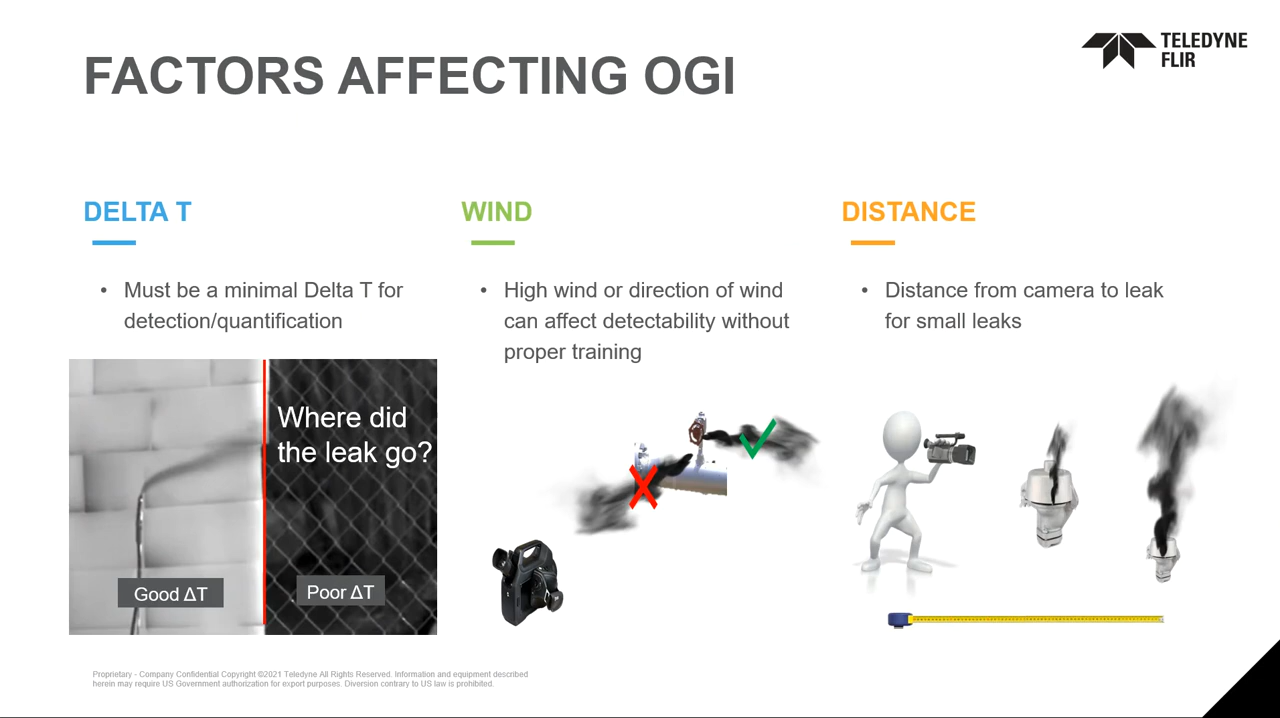 FACTORS AFFECTING OGI
TELEDYNE
FLIR
DELTA T
• Must be a minimal Delta T for
detection/quantification
Where did
the leak go?
Good ΔT
Poor ΔT
WIND
• High wind or direction of wind
can affect detectability without
proper training
DISTANCE
• Distance from camera to leak
for small leaks
Proprietary - Company Confidential Copyright ©2021 Teledyne All Rights Reserved. Information and equipment described
herein may require US Government authorization for export purposes. Diversion contrary to US law is prohibited.